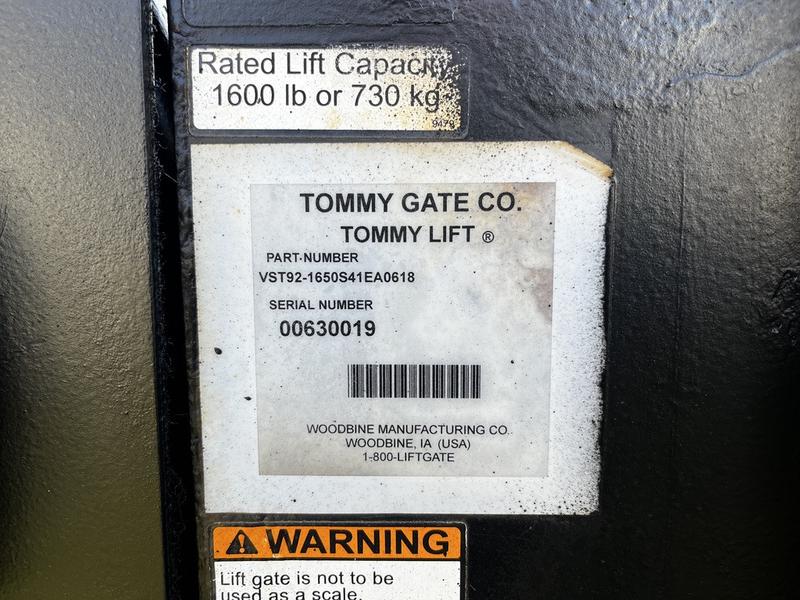 Rated Lift Capacity
1600 lb or 730 kg
9479
TOMMY GATE CO.
TOMMY LIFT ®
PART NUMBER
VST92-1650S41EA0618
SERIAL NUMBER
00630019
WOODBINE MANUFACTURING CO.
WOODBINE, IA (USA)
1-800-LIFTGATE
WARNING
Lift gate is not to be
used as a scale.